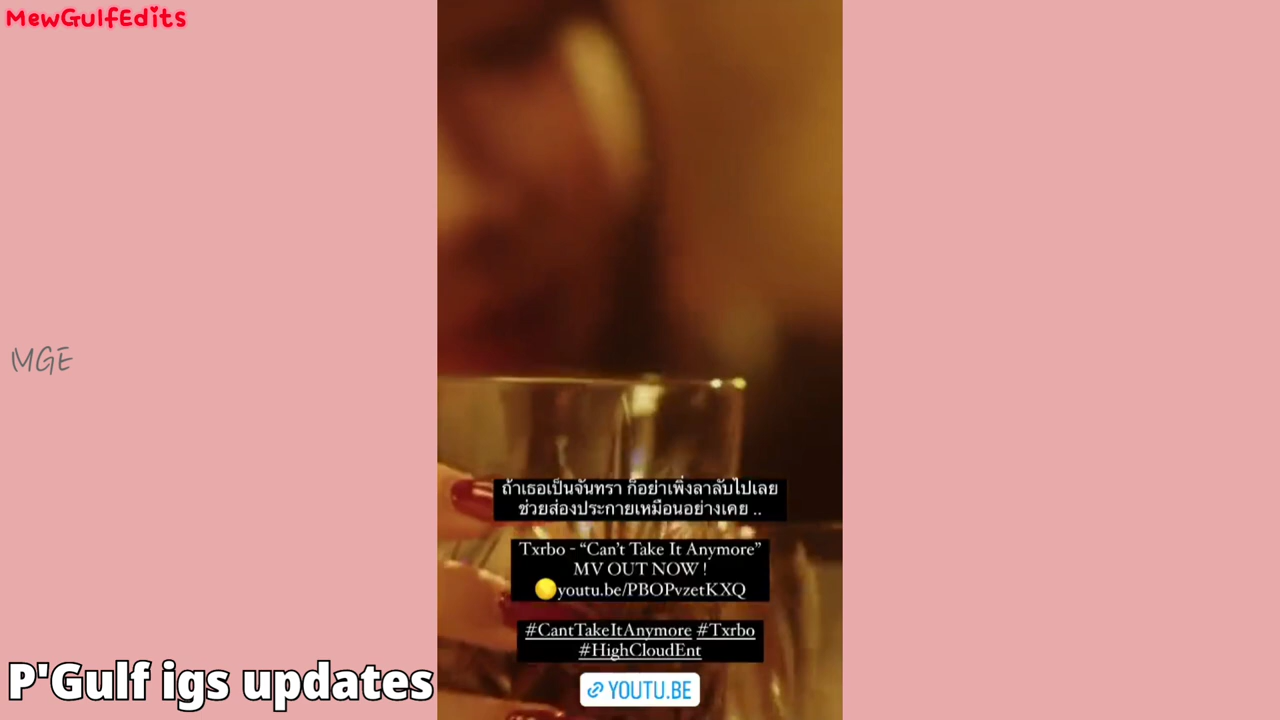 MewGulfEdits
MGE
ถ้าเธอเป็นจันทรา ก็อย่าเพิ่งลาลับไปเลย
ช่วยส่องประกายเหมือนอย่างเคย ..
Txrbo - “Can’t Take It Anymore”
MV OUT NOW !
youtu.be/PBOPvzetKXQ
#CantTakeItAnymore #Txrbo
#HighCloudEnt
YOUTU.BE
P'Gulf igs updates